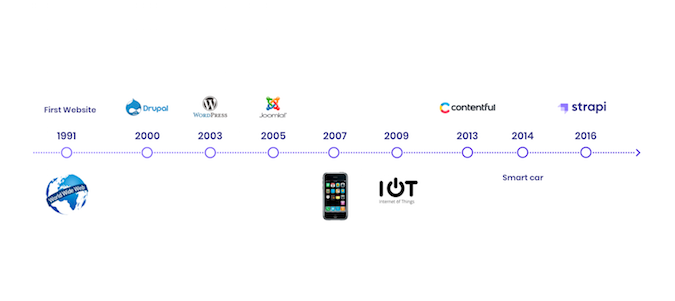 First Website
Drupal
WORDPRESS
Joomla!
contentful
strapi
1991
2000
2003
2005
2007
2009
2013
2014
2016
World Wide Web
IOT
Internet of Things
Smart car